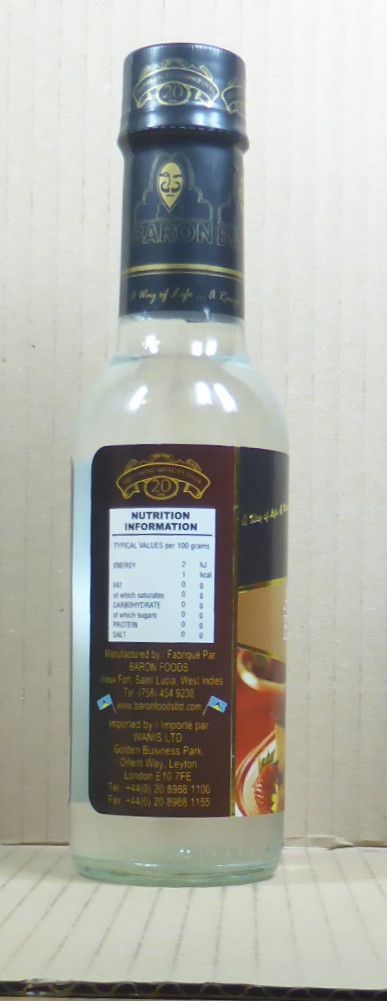 20
BARON
A Way of Life ... A
20
A Way of Life
NUTRITION
INFORMATION
TYPICAL VALUES per 100 grams
ENERGY 2 kJ
1 kcal
FAT 0 g
of which saturates 0 g
CARBOHYDRATE 0 g
of which sugars 0 g
PROTEIN 0 g
SALT 0 g
Manufactured by / Fabriqué Par
BARON FOODS
Vieux Fort, Saint Lucia, West Indies
Tel: (758) 454 9238
www.baronfoodsltd.com
Imported by / Importé par:
WANIS LTD
Golden Business Park,
Orient Way, Leyton
London E10 7FE
Tel: +44(0) 20 8988 1100
Fax: +44(0) 20 8988 1155